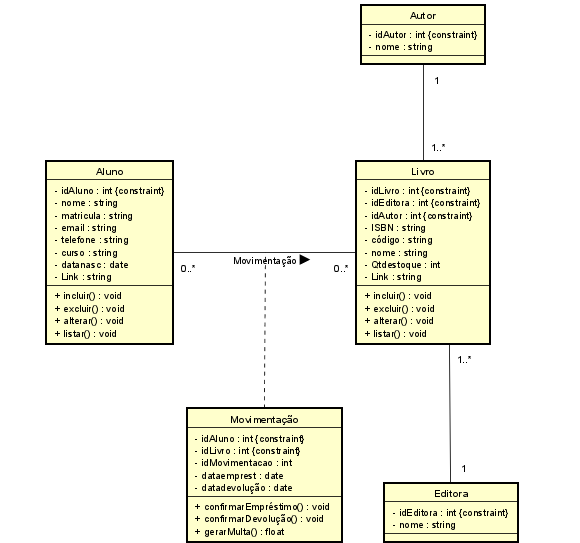 Autor
- idAutor : int {constraint}
- nome : string
1
1..*
Aluno
- idAluno : int {constraint}
- nome : string
- matricula : string
- email : string
- telefone : string
- curso : string
- datanasc : date
- Link : string
+ incluir() : void
+ excluir() : void
+ alterar() : void
+ listar() : void
Livro
- idLivro : int {constraint}
- idEditora : int {constraint}
- idAutor : int {constraint}
- ISBN : string
- código : string
- nome : string
- Qtdestoque : int
- Link : string
+ incluir() : void
+ excluir() : void
+ alterar() : void
+ listar() : void
0..*
Movimentação
0..*
1..*
Movimentação
- idAluno : int {constraint}
- idLivro : int {constraint}
- idMovimentacao : int
- dataemprest : date
- datadevolução : date
+ confirmarEmpréstimo() : void
+ confirmarDevolução() : void
+ gerarMulta() : float
1
Editora
- idEditora : int {constraint}
- nome : string